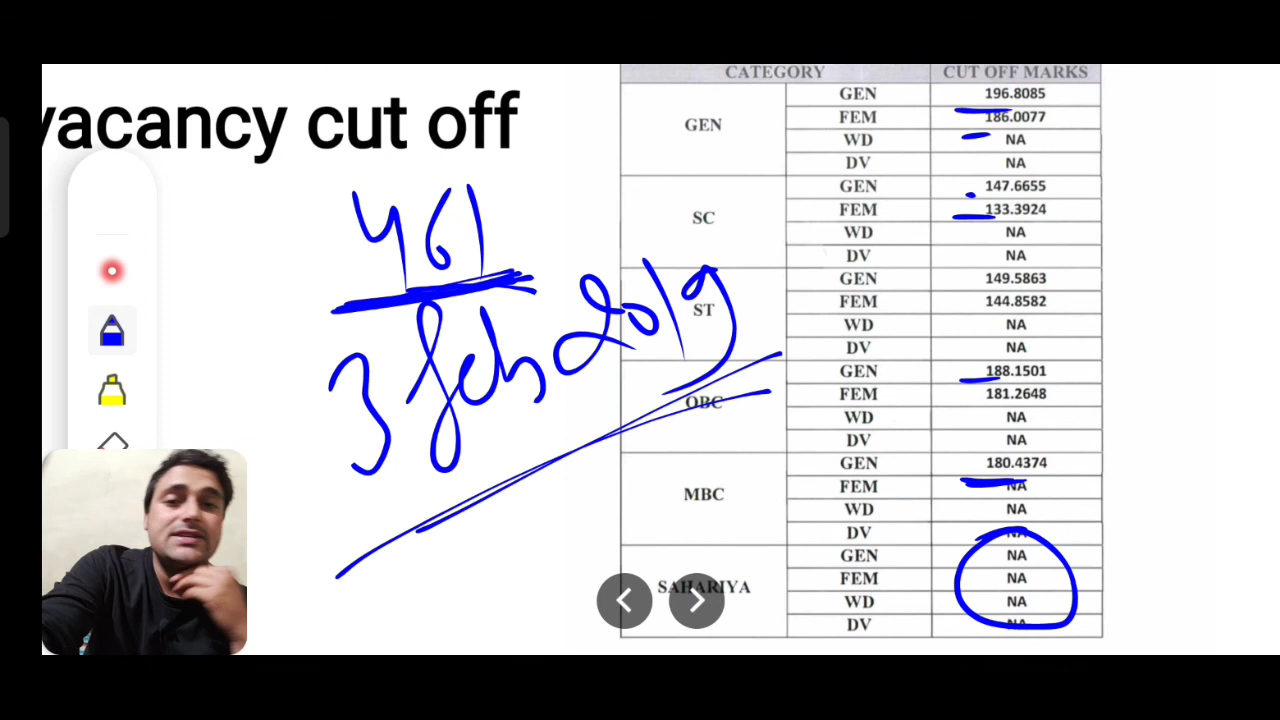 vacancy cut off
461
3 feb 2019
CATEGORY CUT OFF MARKS
GEN GEN 196.8085
FEM 186.0077
WD NA
DV NA
SC GEN 147.6655
FEM 133.3924
WD NA
DV NA
ST GEN 149.5863
FEM 144.8582
WD NA
DV NA
OBC GEN 188.1501
FEM 181.2648
WD NA
DV NA
MBC GEN 180.4374
FEM NA
WD NA
DV NA
SAHARIYA GEN NA
FEM NA
WD NA
DV NA